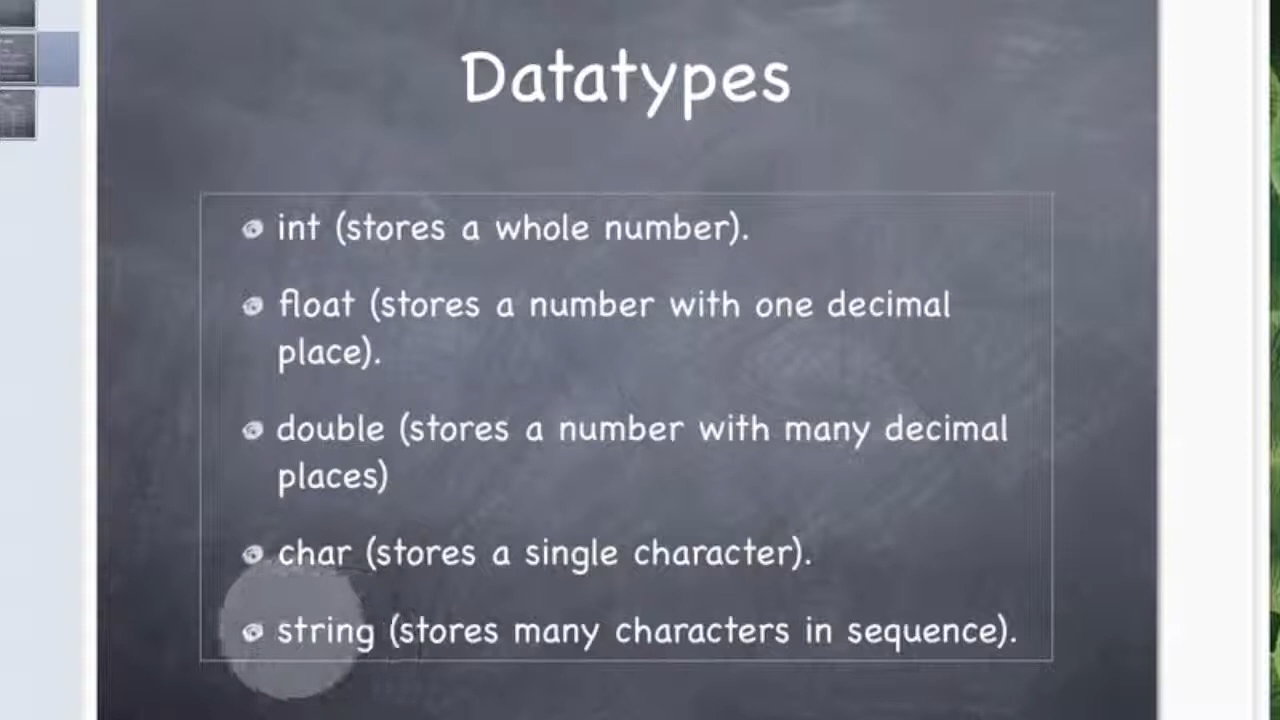 Datatypes
int (stores a whole number).
float (stores a number with one decimal
place).
double (stores a number with many decimal
places)
char (stores a single character).
string (stores many characters in sequence).